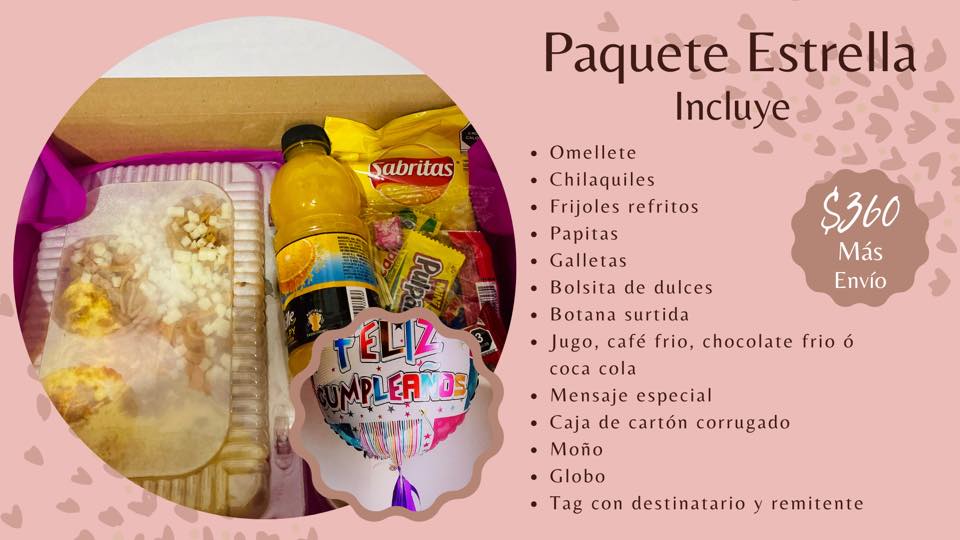 Paquete Estrella
Incluye
• Omellete
• Chilaquiles
• Frijoles refritos
• Papitas
• Galletas
• Bolsita de dulces
• Botana surtida
• Jugo, café frio, chocolate frio ó
coca cola
• Mensaje especial
• Caja de cartón corrugado
• Moño
• Globo
• Tag con destinatario y remitente
$360
Más
Envío
Sabritas
Pulpa
FELIZ
CUMPLEAÑOS